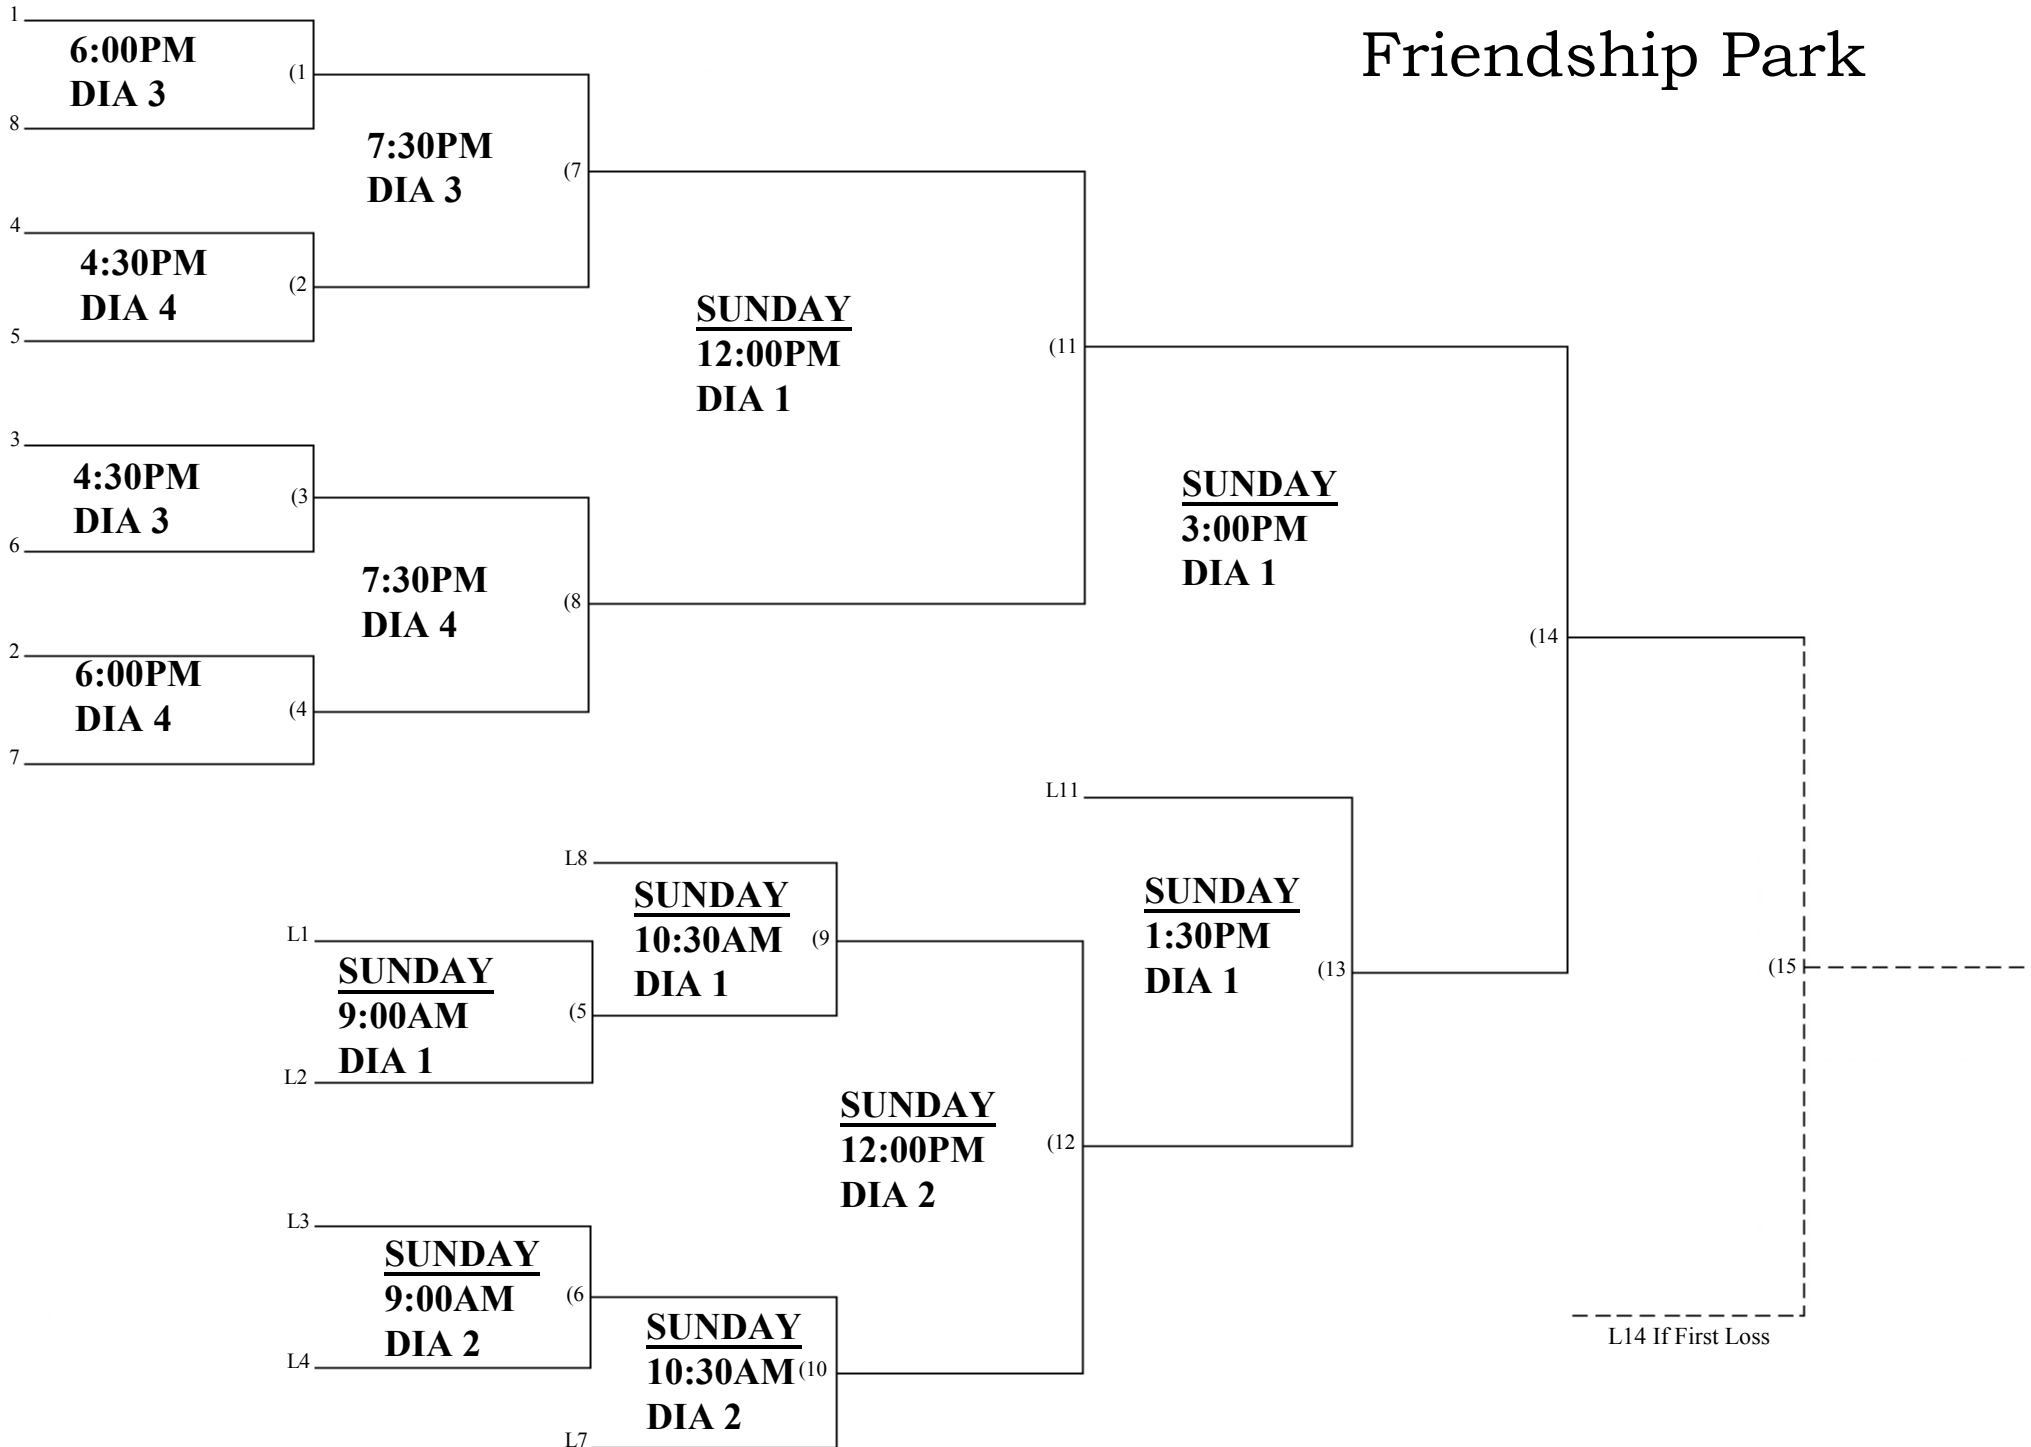 Friendship Park
1
6:00PM
DIA 3
(1
8
7:30PM
DIA 3
(7
4
4:30PM
DIA 4
(2
5
SUNDAY
12:00PM
DIA 1
(11
3
4:30PM
DIA 3
(3
6
7:30PM
DIA 4
(8
2
6:00PM
DIA 4
(4
7
SUNDAY
3:00PM
DIA 1
(14
L11
SUNDAY
1:30PM
DIA 1
(13
L8
SUNDAY
10:30AM
DIA 1
(9
L1
SUNDAY
9:00AM
DIA 1
(5
L2
SUNDAY
12:00PM
DIA 2
(12
L3
SUNDAY
9:00AM
DIA 2
(6
L4
SUNDAY
10:30AM
DIA 2
(10
L7
(15
L14 If First Loss